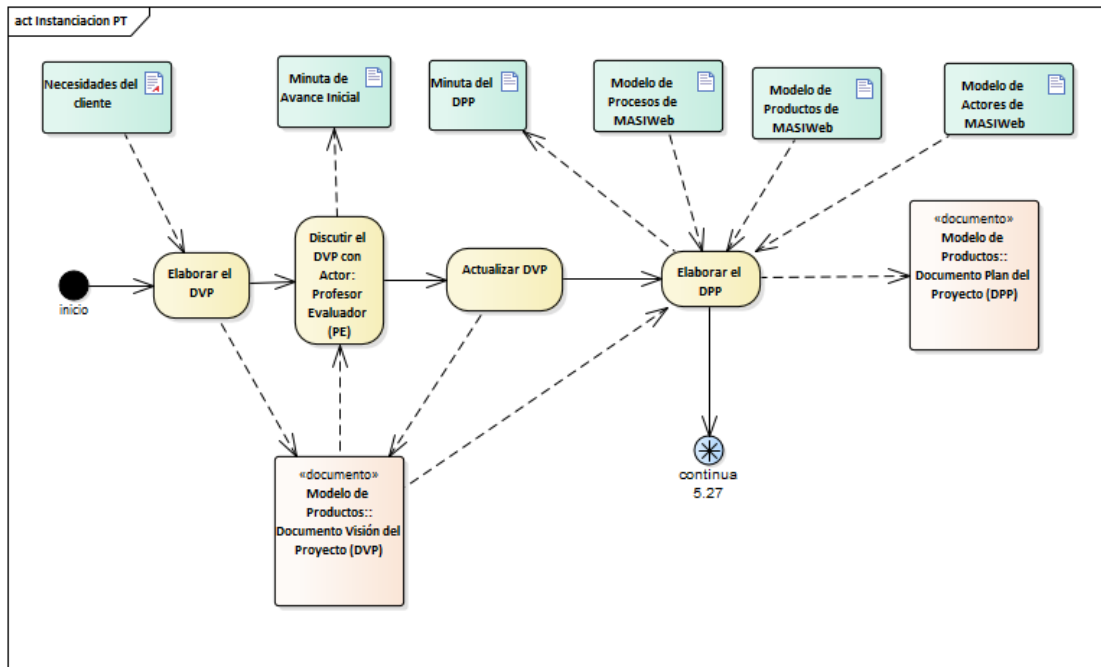 act Instanciacion PT
Necesidades del
cliente
Minuta de
Avance Inicial
Minuta del
DPP
Modelo de
Procesos de
MASIWeb
Modelo de
Productos de
MASIWeb
Modelo de
Actores de
MASIWeb
inicio
Elaborar el
DVP
Discutir el
DVP con
Actor:
Profesor
Evaluador
(PE)
Actualizar DVP
Elaborar el
DPP
«documento»
Modelo de
Productos::
Documento Plan del
Proyecto (DPP)
«documento»
Modelo de
Productos::
Documento Visión del
Proyecto (DVP)
continua
5.27